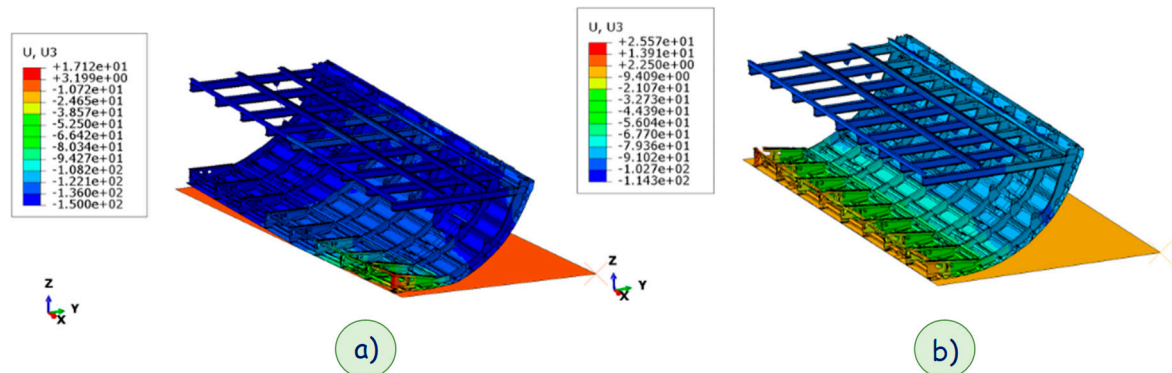 U, U3
+1.712e+01
+3.199e+00
-1.072e+01
-2.465e+01
-3.857e+01
-5.250e+01
-6.642e+01
-8.034e+01
-9.427e+01
-1.082e+02
-1.221e+02
-1.360e+02
-1.500e+02
Z
Y
X
a)
U, U3
+2.557e+01
+1.391e+01
+2.250e+00
-9.409e+00
-2.107e+01
-3.273e+01
-4.439e+01
-5.604e+01
-6.770e+01
-7.936e+01
-9.102e+01
-1.027e+02
-1.143e+02
Z
Y
X
b)